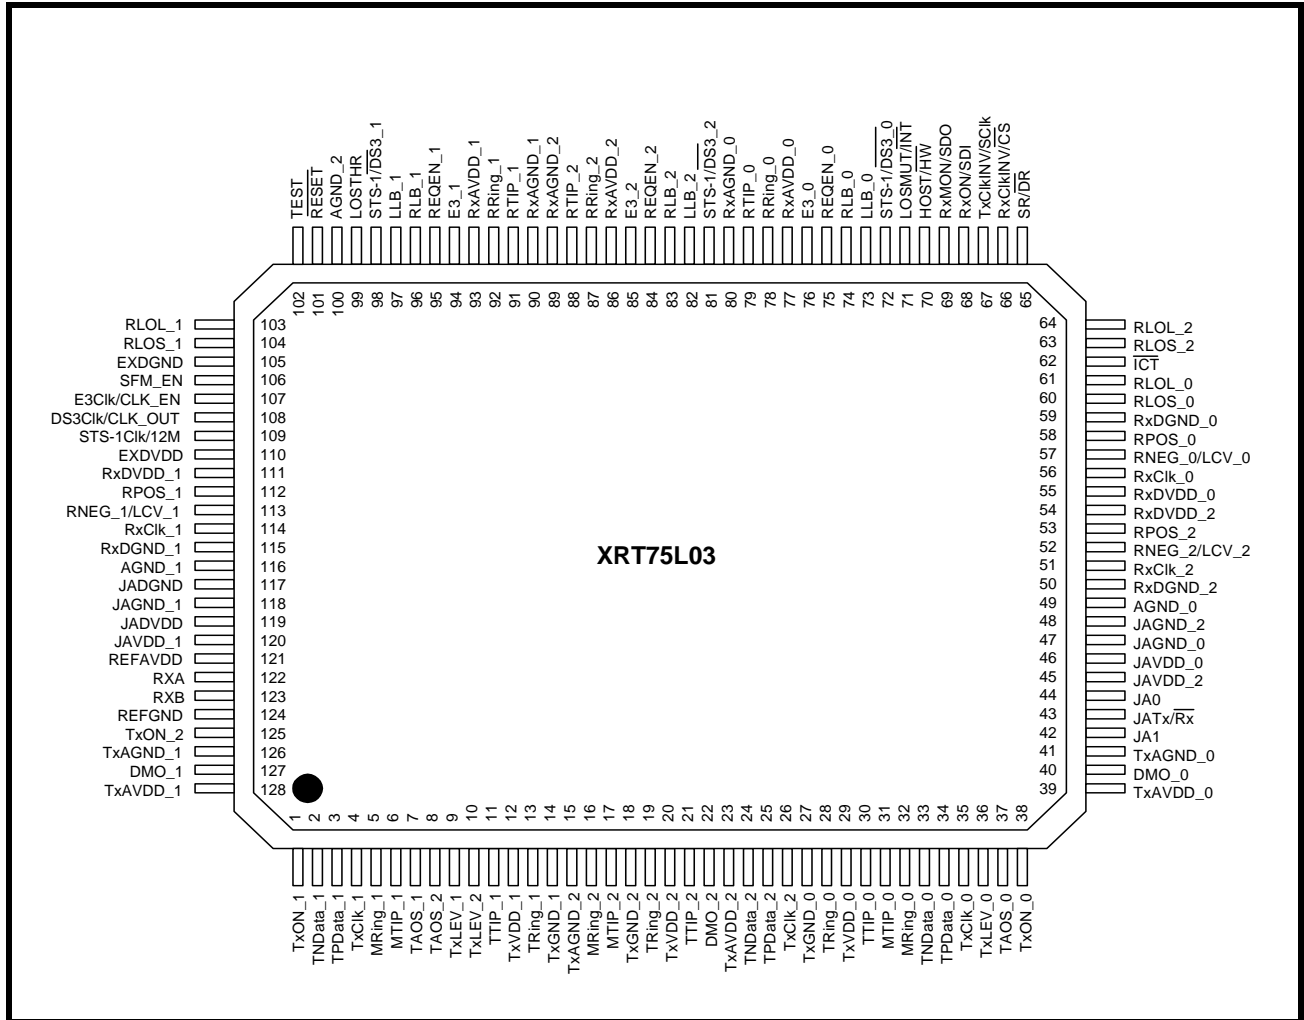 TEST
RESET
AGND_2
LOSTHR
STS-1/DS3_1
LLB_1
RLB_1
REQEN_1
E3_1
RxAVDD_1
RRing_1
RTIP_1
RxAGND_1
RxAGND_2
RTIP_2
RRing_2
RxAVDD_2
E3_2
REQEN_2
RLB_2
LLB_2
STS-1/DS3_2
RxAGND_0
RTIP_0
RRing_0
RxAVDD_0
E3_0
REQEN_0
RLB_0
LLB_0
STS-1/DS3_0
LOSMUT/INT
HOST/HW
RxMON/SDO
RxON/SDI
TxClkINV/SClk
RxClkINV/CS
SR/DR
102 101 100 99 98 97 96 95 94 93 92 91 90 89 88 87 86 85 84 83 82 81 80 79 78 77 76 75 74 73 72 71 70 69 68 67 66 65
RLOL_1 103
RLOS_1 104
EXDGND 105
SFM_EN 106
E3Clk/CLK_EN 107
DS3Clk/CLK_OUT 108
STS-1Clk/12M 109
EXDVDD 110
RxDVDD_1 111
RPOS_1 112
RNEG_1/LCV_1 113
RxClk_1 114
RxDGND_1 115
AGND_1 116
JADGND 117
JAGND_1 118
JADVDD 119
JAVDD_1 120
REFAVDD 121
RXA 122
RXB 123
REFGND 124
TxON_2 125
TxAGND_1 126
DMO_1 127
TxAVDD_1 128
XRT75L03
64 RLOL_2
63 RLOS_2
62 ICT
61 RLOL_0
60 RLOS_0
59 RxDGND_0
58 RPOS_0
57 RNEG_0/LCV_0
56 RxClk_0
55 RxDVDD_0
54 RxDVDD_2
53 RPOS_2
52 RNEG_2/LCV_2
51 RxClk_2
50 RxDGND_2
49 AGND_0
48 JAGND_2
47 JAGND_0
46 JAVDD_0
45 JAVDD_2
44 JA0
43 JATx/Rx
42 JA1
41 TxAGND_0
40 DMO_0
39 TxAVDD_0
1 2 3 4 5 6 7 8 9 10 11 12 13 14 15 16 17 18 19 20 21 22 23 24 25 26 27 28 29 30 31 32 33 34 35 36 37 38
TxON_1
TNData_1
TPData_1
TxClk_1
MRing_1
MTIP_1
TAOS_1
TAOS_2
TxLEV_1
TxLEV_2
TTIP_1
TxVDD_1
TRing_1
TxGND_1
TxAGND_2
MRing_2
MTIP_2
TxGND_2
TRing_2
TxVDD_2
TTIP_2
DMO_2
TxAVDD_2
TNData_2
TPData_2
TxClk_2
TxGND_0
TRing_0
TxVDD_0
TTIP_0
MTIP_0
MRing_0
TNData_0
TPData_0
TxClk_0
TxLEV_0
TAOS_0
TxON_0